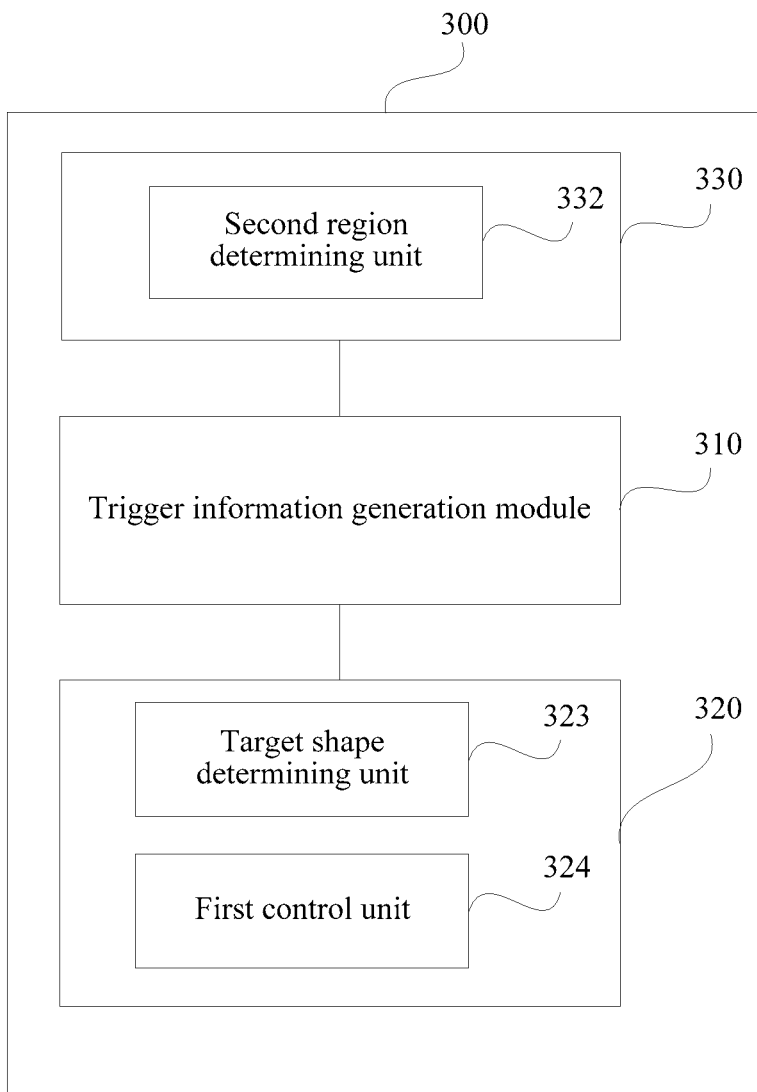 300
330
332
Second region
determining unit
310
Trigger information generation module
320
323
Target shape
determining unit
324
First control unit